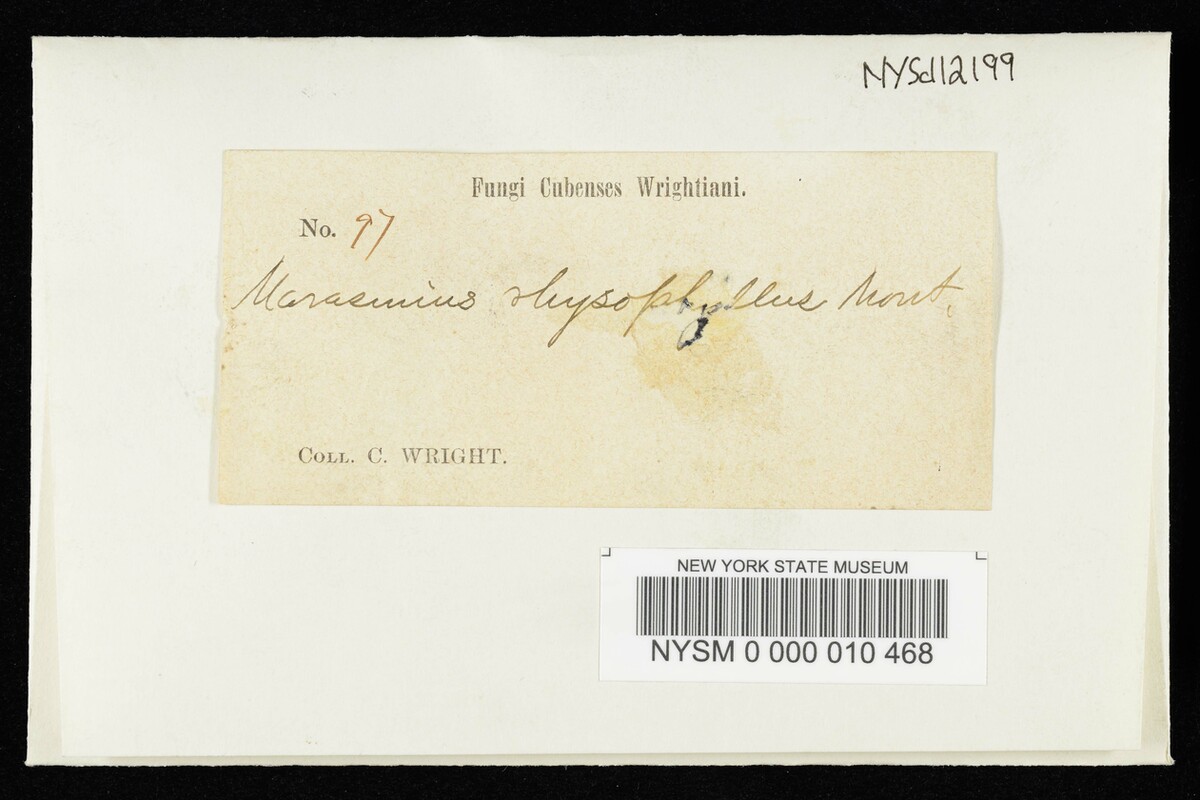 NYSd12199
Fungi Cubenses Wrightiani.
No. 97
Marasmius rhysophyllus Mont.
Coll. C. WRIGHT.
NEW YORK STATE MUSEUM
NYSM 0 000 010 468